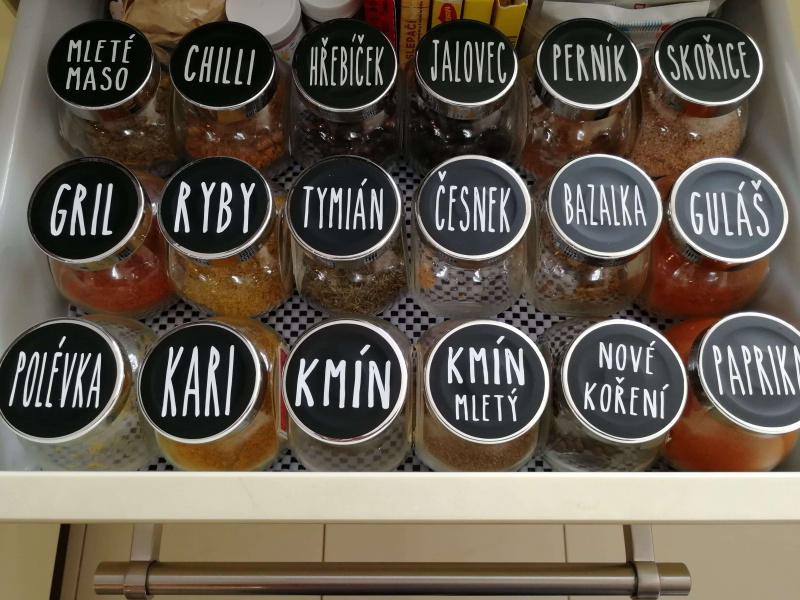 MLETÉ
MASO
CHILLI
HŘEBÍČEK
JALOVEC
PERNÍK
SKOŘICE
GRIL
RYBY
TYMIÁN
ČESNEK
BAZALKA
GULÁŠ
POLÉVKA
KARI
KMÍN
KMÍN
MLETÝ
NOVÉ
KOŘENÍ
PAPRIKA